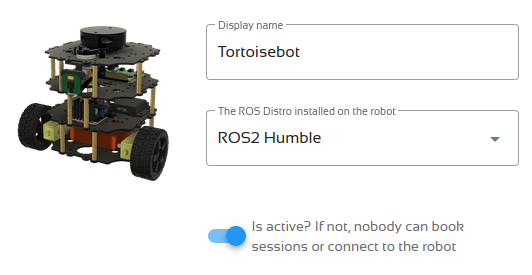 Display name
Tortoisebot
The ROS Distro installed on the robot
ROS2 Humble
Is active? If not, nobody can book
sessions or connect to the robot